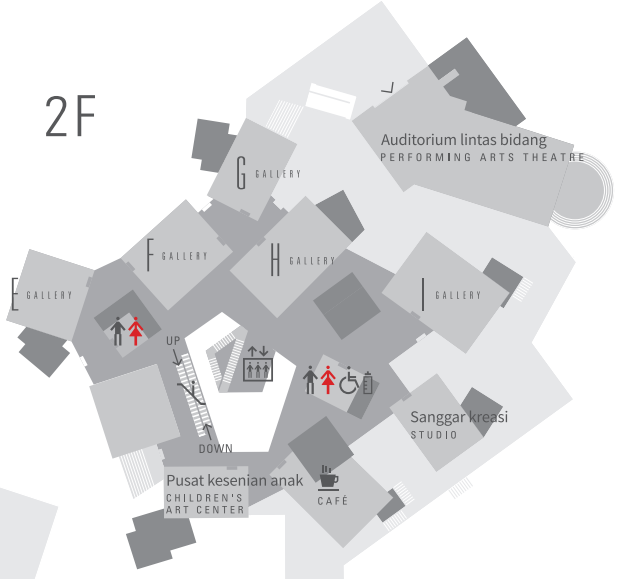 2F
Auditorium lintas bidang
PERFORMING ARTS THEATRE
G GALLERY
F GALLERY
H GALLERY
E GALLERY
I GALLERY
UP
DOWN
Sanggar kreasi
STUDIO
Pusat kesenian anak
CHILDREN'S
ART CENTER
CAFÉ